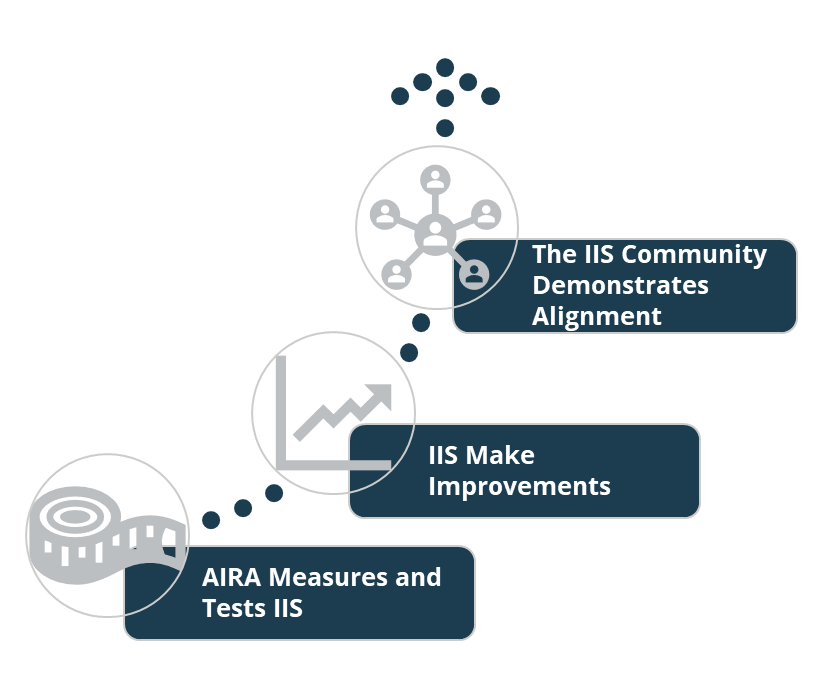 The IIS Community
Demonstrates
Alignment
IIS Make
Improvements
AIRA Measures and
Tests IIS